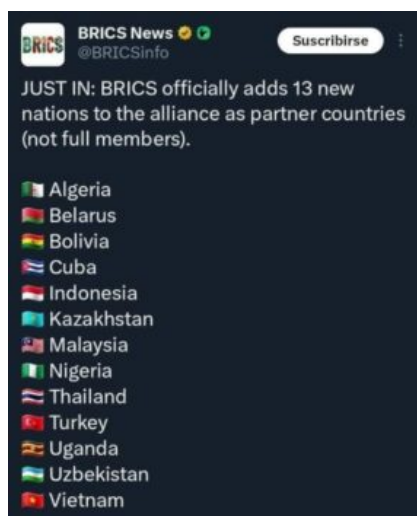 BRICS
BRICS News
@BRICSinfo
Suscribirse
JUST IN: BRICS officially adds 13 new
nations to the alliance as partner countries
(not full members).
Algeria
Belarus
Bolivia
Cuba
Indonesia
Kazakhstan
Malaysia
Nigeria
Thailand
Turkey
Uganda
Uzbekistan
Vietnam